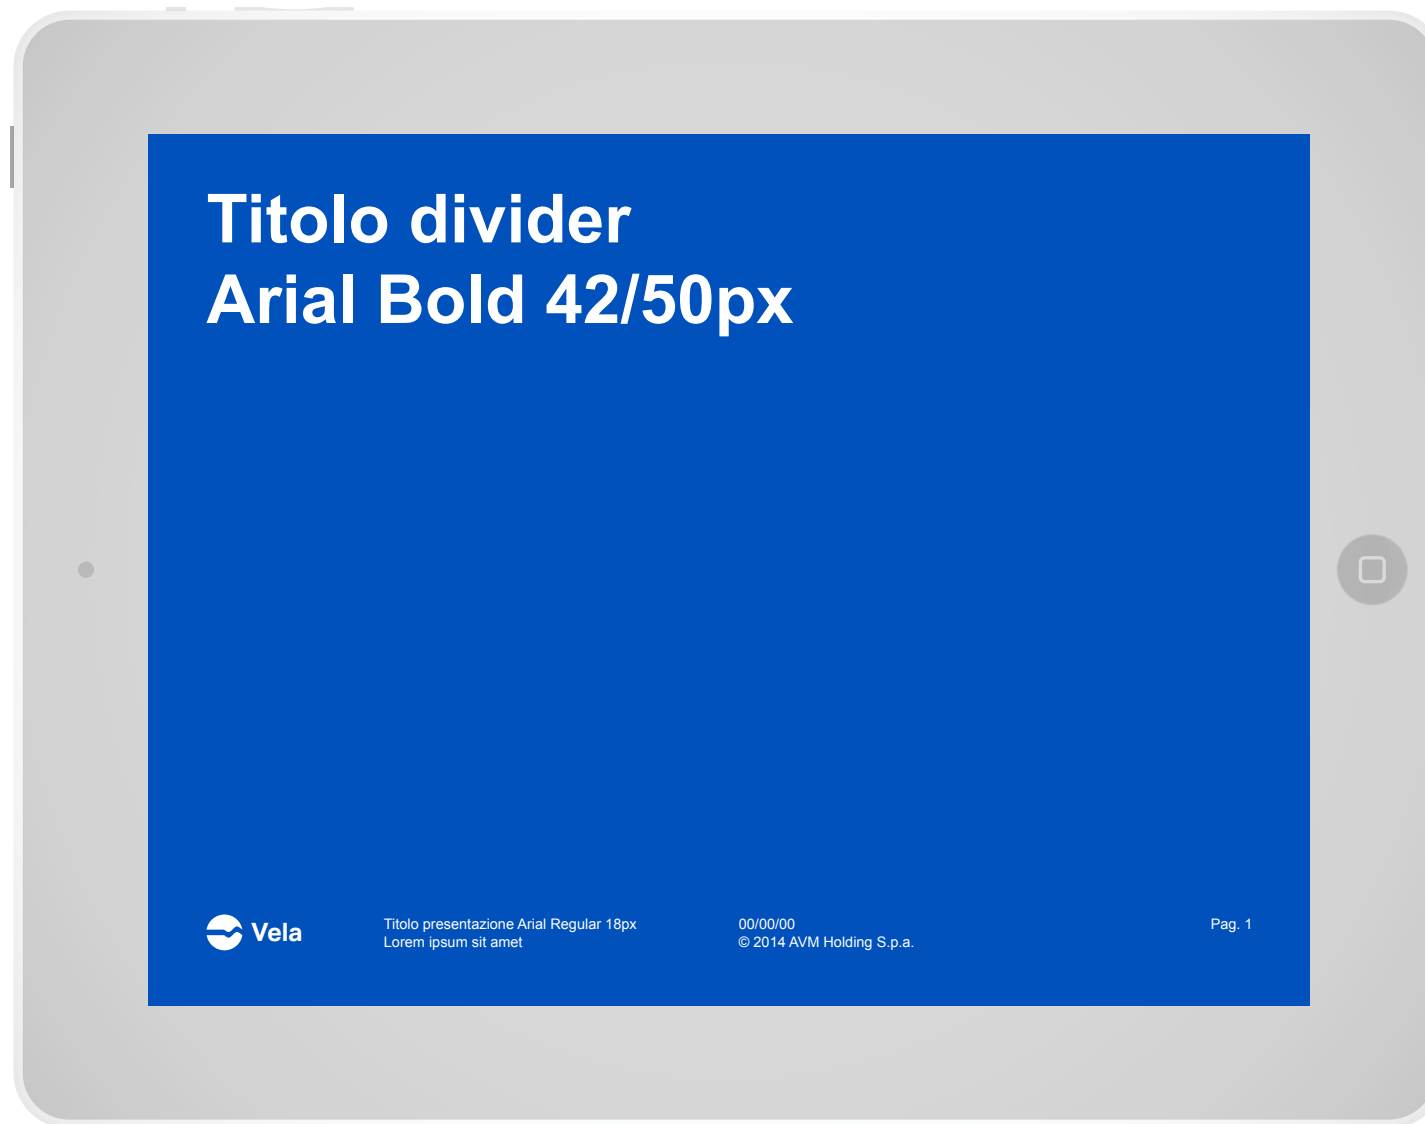 Titolo divider
Arial Bold 42/50px
Vela
Titolo presentazione Arial Regular 18px
Lorem ipsum sit amet
00/00/00
© 2014 AVM Holding S.p.a.
Pag. 1